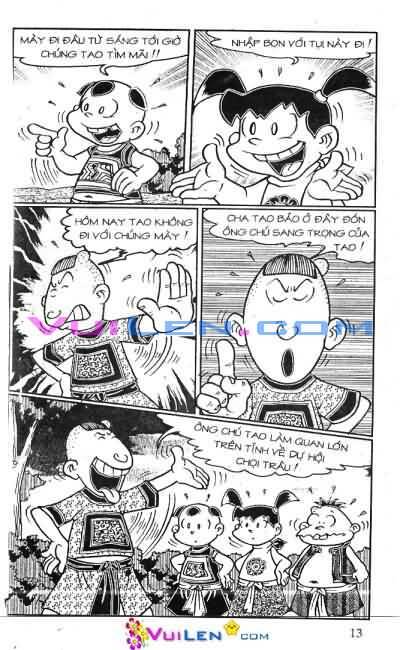 MÀY ĐI ĐÂU TỪ SÁNG TỚI GIỜ
CHÚNG TAO TÌM MÃI!!
NHẬP BỌN VỚI TỤI NÀY ĐI!
HÔM NAY TAO KHÔNG
ĐI VỚI CHÚNG MÀY!
CHA TAO BẢO Ở ĐÂY ĐÓN
ÔNG CHÚ SANG TRỌNG CỦA
TAO!
VUILEN.COM
ÔNG CHÚ TAO LÀM QUAN LỚN
TRÊN TỈNH VỀ DỰ HỘI
CHỌI TRÂU!
13
VUILEN.COM